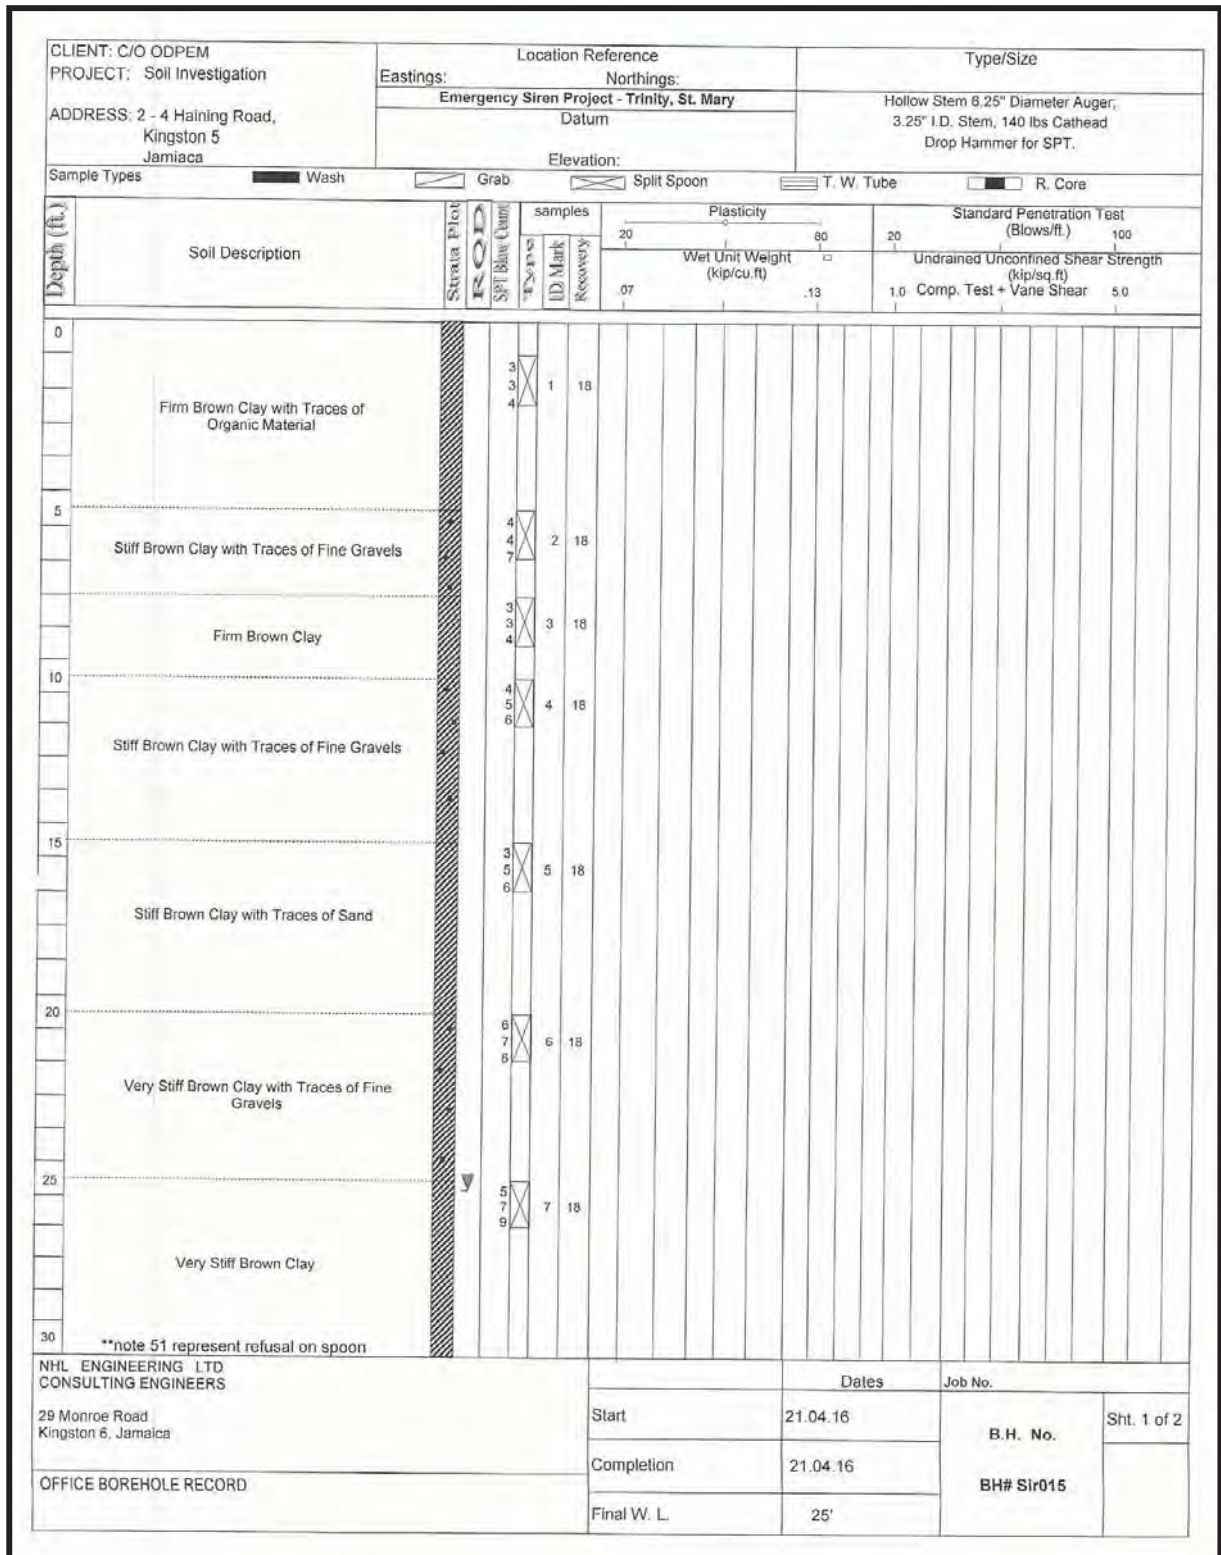 CLIENT: C/O ODPEM
PROJECT: Soil Investigation
ADDRESS: 2 - 4 Haining Road,
Kingston 5
Jamiaca
Location Reference
Eastings: Northings:
Emergency Siren Project - Trinity, St. Mary
Datum
Elevation:
Type/Size
Hollow Stem 6.25" Diameter Auger,
3.25" I.D. Stem, 140 lbs Cathead
Drop Hammer for SPT.
Sample Types Wash Grab Split Spoon T. W. Tube R. Core
Depth (ft.)
Soil Description
Strata Plot
RQD
SPT Blow Count
samples
Types
I.D. Mark
Recovery
Plasticity
20 80
Wet Unit Weight
(kip/cu.ft)
.07 .13
Standard Penetration Test
(Blows/ft.)
20 100
Undrained Unconfined Shear Strength
(kip/sq.ft)
1.0 Comp. Test + Vane Shear 5.0
0
3
3 1 18
4
Firm Brown Clay with Traces of
Organic Material
5
4
4 2 18
7
Stiff Brown Clay with Traces of Fine Gravels
3
3 3 18
4
Firm Brown Clay
10
4
5 4 18
6
Stiff Brown Clay with Traces of Fine Gravels
15
3
5 5 18
6
Stiff Brown Clay with Traces of Sand
20
6
7 6 18
8
Very Stiff Brown Clay with Traces of Fine
Gravels
25
5
7 7 18
9
Very Stiff Brown Clay
30
**note 51 represent refusal on spoon
NHL ENGINEERING LTD
CONSULTING ENGINEERS
29 Monroe Road
Kingston 6, Jamaica
OFFICE BOREHOLE RECORD
Dates
Start 21.04.16
Completion 21.04.16
Final W. L. 25'
Job No.
B.H. No.
BH# Sir015
Sht. 1 of 2